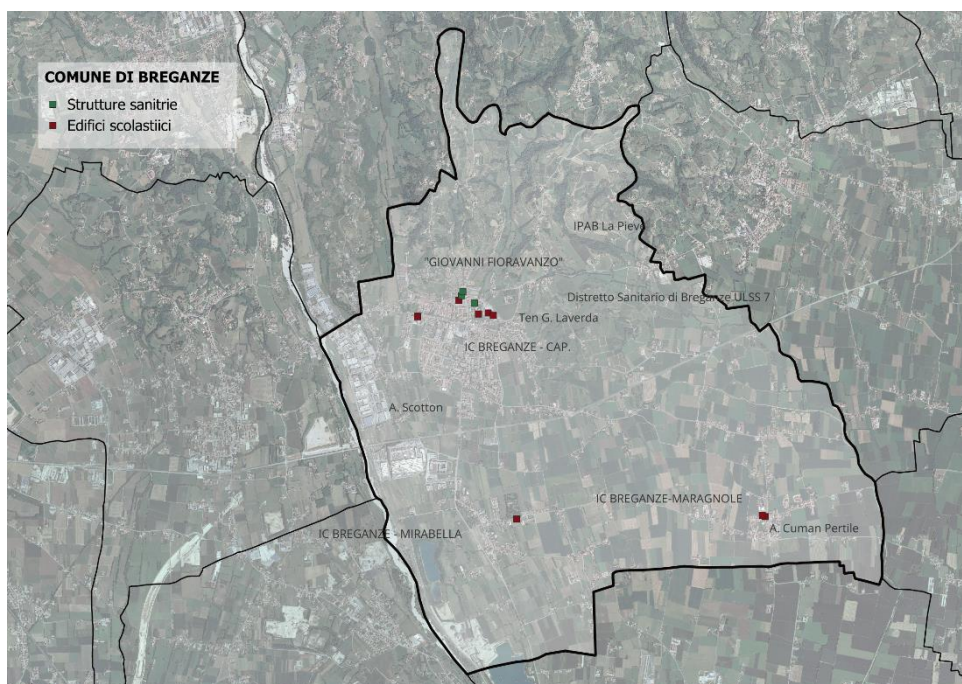 COMUNE DI BREGANZE
Strutture sanitrie
Edifici scolastiici
IPAB La Pieve
"GIOVANNI FIORAVANZO"
Distretto Sanitario di Breganze ULSS 7
Ten G. Laverda
IC BREGANZE - CAP.
A. Scotton
IC BREGANZE-MARAGNOLE
A. Cuman Pertile
IC BREGANZE - MIRABELLA